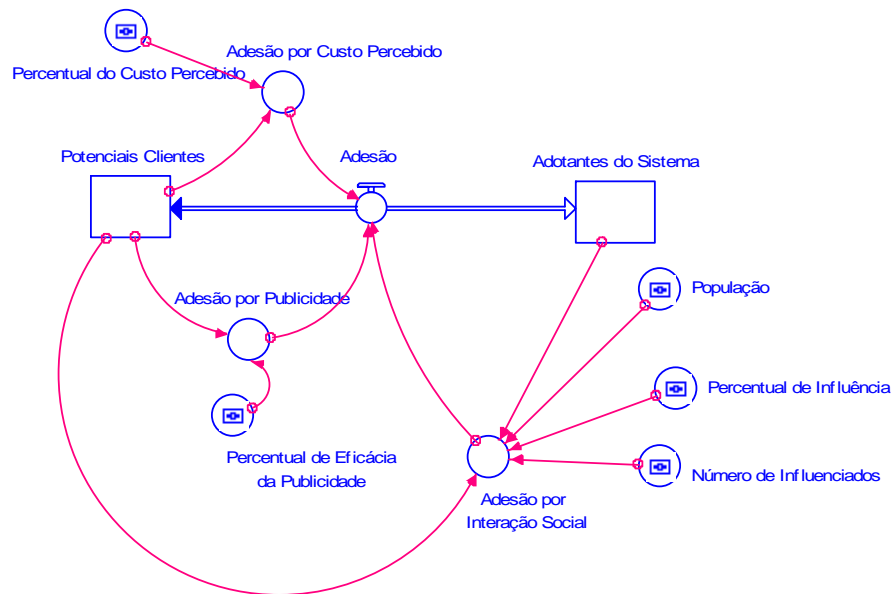 Adesão por Custo Percebido
Percentual do Custo Percebido
Potenciais Clientes
Adesão
Adotantes do Sistema
População
Adesão por Publicidade
Percentual de Influência
Percentual de Eficácia
da Publicidade
Número de Influenciados
Adesão por
Interação Social